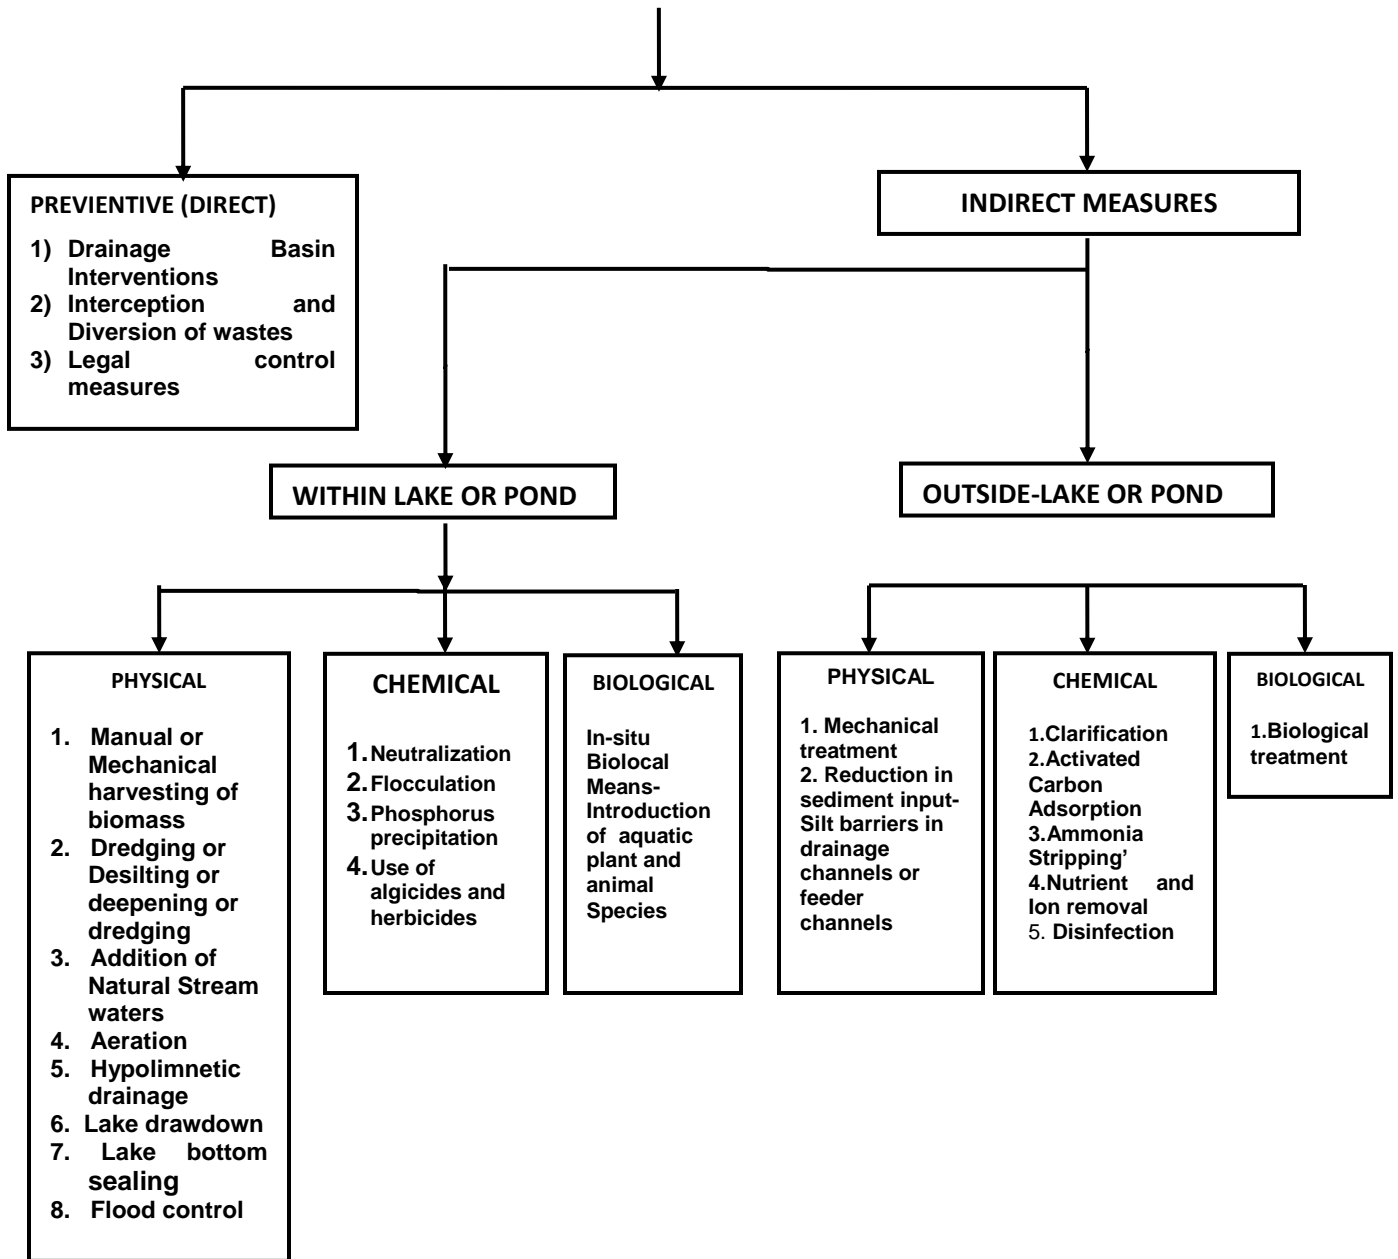 PREVIENTIVE (DIRECT)
1) Drainage Basin
Interventions
2) Interception and
Diversion of wastes
3) Legal control
measures
INDIRECT MEASURES
WITHIN LAKE OR POND
OUTSIDE-LAKE OR POND
PHYSICAL
1. Manual or
Mechanical
harvesting of
biomass
2. Dredging or
Desilting or
deepening or
dredging
3. Addition of
Natural Stream
waters
4. Aeration
5. Hypolimnetic
drainage
6. Lake drawdown
7. Lake bottom
sealing
8. Flood control
CHEMICAL
1. Neutralization
2. Flocculation
3. Phosphorus
precipitation
4. Use of
algicides and
herbicides
BIOLOGICAL
In-situ
Biolocal
Means-
Introduction
of aquatic
plant and
animal
Species
PHYSICAL
1. Mechanical
treatment
2. Reduction in
sediment input-
Silt barriers in
drainage
channels or
feeder
channels
CHEMICAL
1.Clarification
2.Activated
Carbon
Adsorption
3.Ammonia
Stripping’
4.Nutrient and
Ion removal
5. Disinfection
BIOLOGICAL
1.Biological
treatment